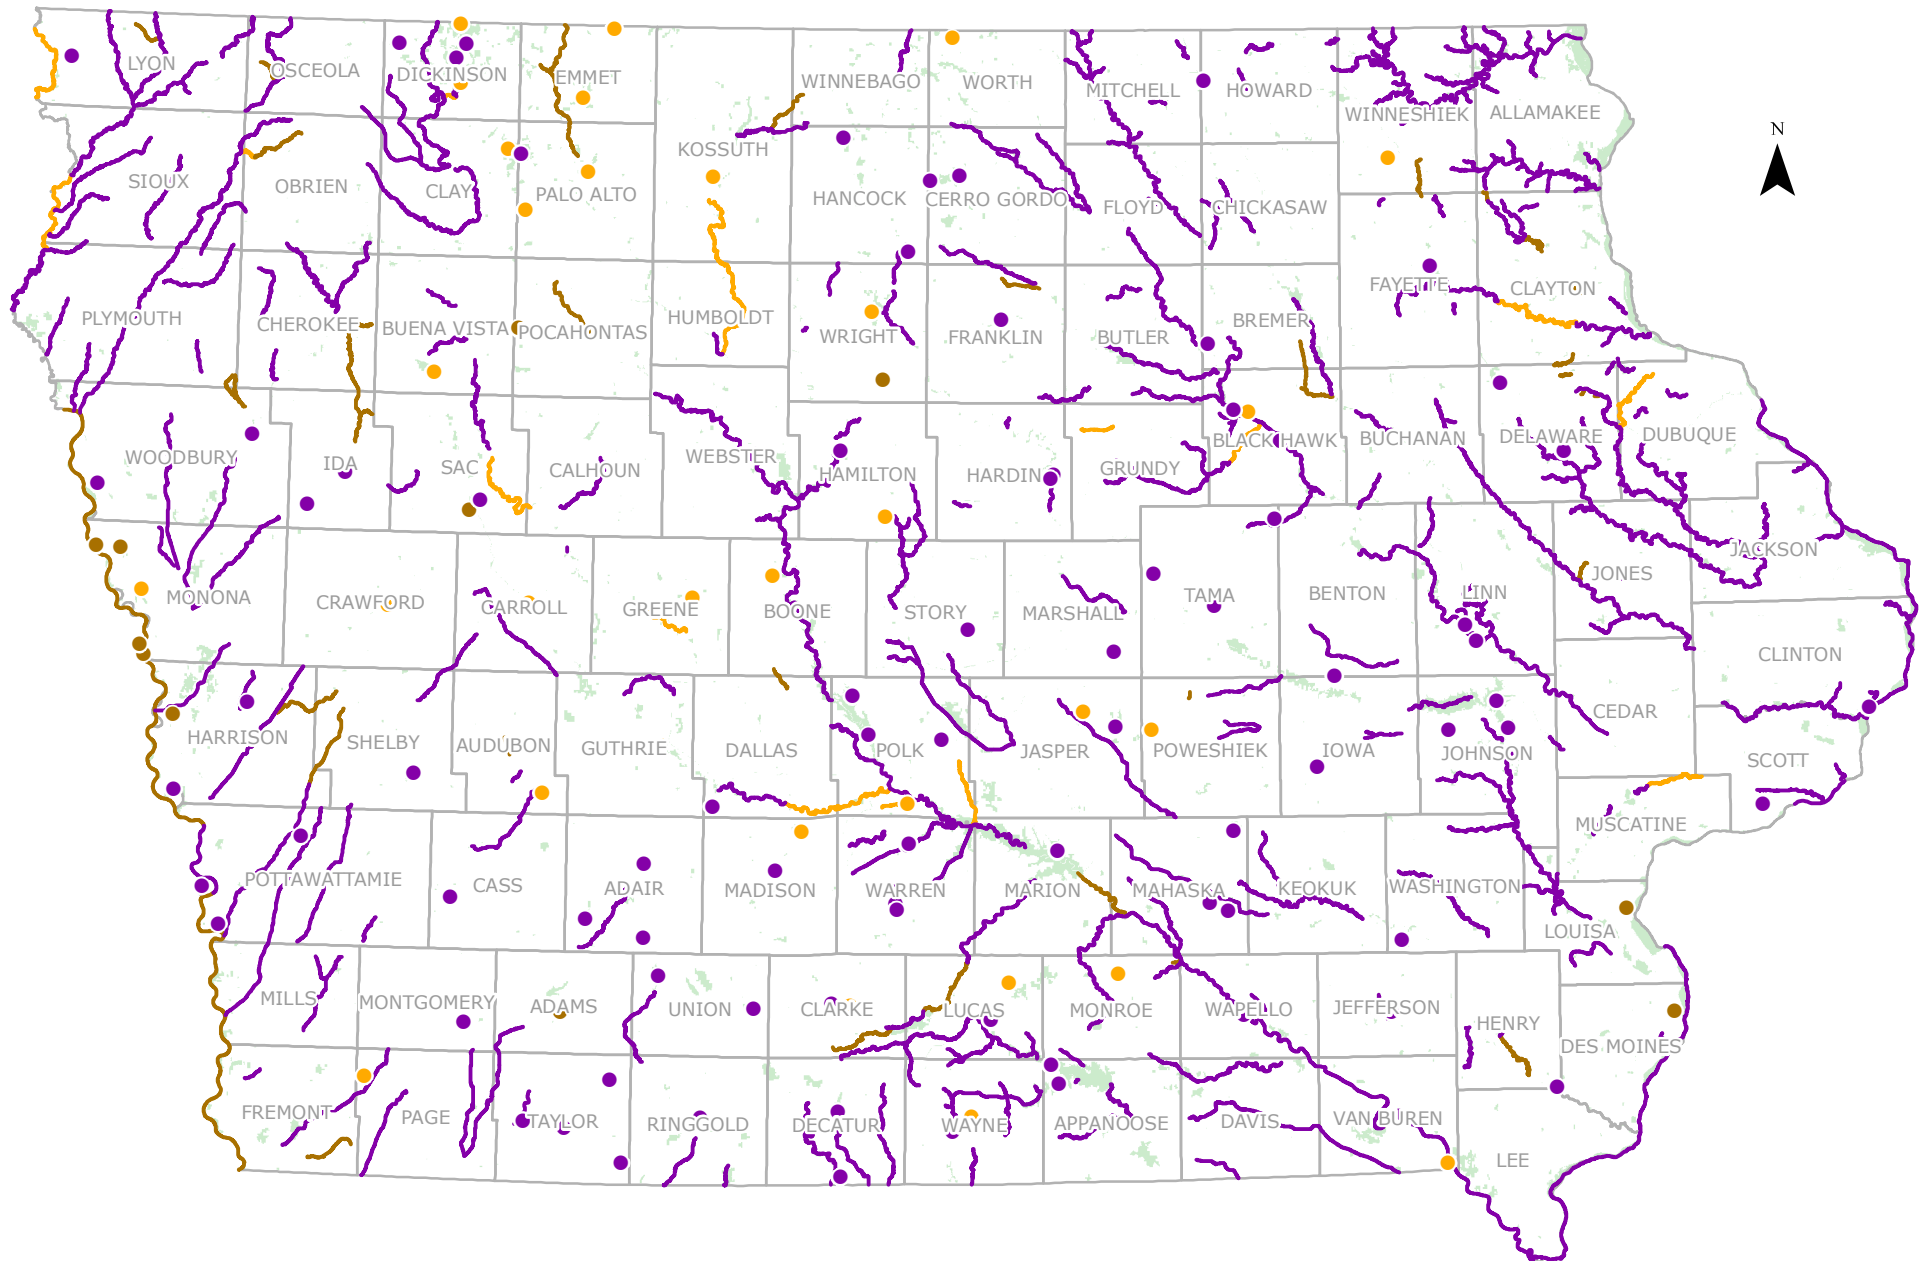 LYON
OSCEOLA
DICKINSON
EMMET
WINNEBAGO
WORTH
MITCHELL
HOWARD
WINNESHIEK
ALLAMAKEE
N
SIOUX
OBRIEN
CLAY
PALO ALTO
KOSSUTH
HANCOCK
CERRO GORDO
FLOYD
CHICKASAW
PLYMOUTH
CHEROKEE
BUENA VISTA
POCAHONTAS
HUMBOLDT
WRIGHT
FRANKLIN
BUTLER
BREMER
FAYETTE
CLAYTON
WOODBURY
IDA
SAC
CALHOUN
WEBSTER
HAMILTON
HARDIN
GRUNDY
BLACK HAWK
BUCHANAN
DELAWARE
DUBUQUE
MONONA
CRAWFORD
CARROLL
GREENE
BOONE
STORY
MARSHALL
TAMA
BENTON
LINN
JONES
JACKSON
CLINTON
HARRISON
SHELBY
AUDUBON
GUTHRIE
DALLAS
POLK
JASPER
POWESHIEK
IOWA
JOHNSON
CEDAR
SCOTT
MUSCATINE
POTTAWATTAMIE
CASS
ADAIR
MADISON
WARREN
MARION
MAHASKA
KEOKUK
WASHINGTON
LOUISA
MILLS
MONTGOMERY
ADAMS
UNION
CLARKE
LUCAS
MONROE
WAPELLO
JEFFERSON
HENRY
DES MOINES
FREMONT
PAGE
TAYLOR
RINGGOLD
DECATUR
WAYNE
APPANOOSE
DAVIS
VAN BUREN
LEE